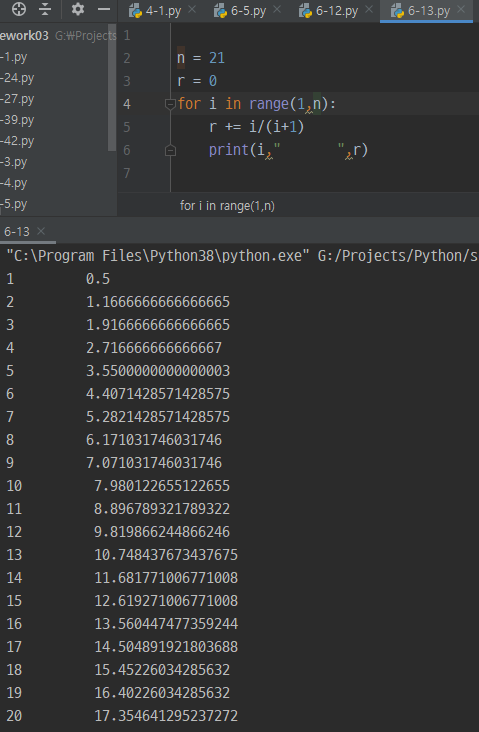 4-1.py 6-5.py 6-12.py 6-13.py
ework03 G:₩Projects
-1.py
-24.py
-27.py
-39.py
-42.py
-3.py
-4.py
-5.py
1
2 n = 21
3 r = 0
4 for i in range(1,n):
5 r += i/(i+1)
6 print(i,"        ",r)
7
for i in range(1,n)
6-13
"C:\Program Files\Python38\python.exe" G:/Projects/Python/s
1 0.5
2 1.1666666666666665
3 1.9166666666666665
4 2.716666666666667
5 3.5500000000000003
6 4.4071428571428575
7 5.2821428571428575
8 6.171031746031746
9 7.071031746031746
10 7.980122655122655
11 8.896789321789322
12 9.819866244866246
13 10.748437673437675
14 11.681771006771008
15 12.619271006771008
16 13.560447477359244
17 14.504891921803688
18 15.45226034285632
19 16.40226034285632
20 17.354641295237272